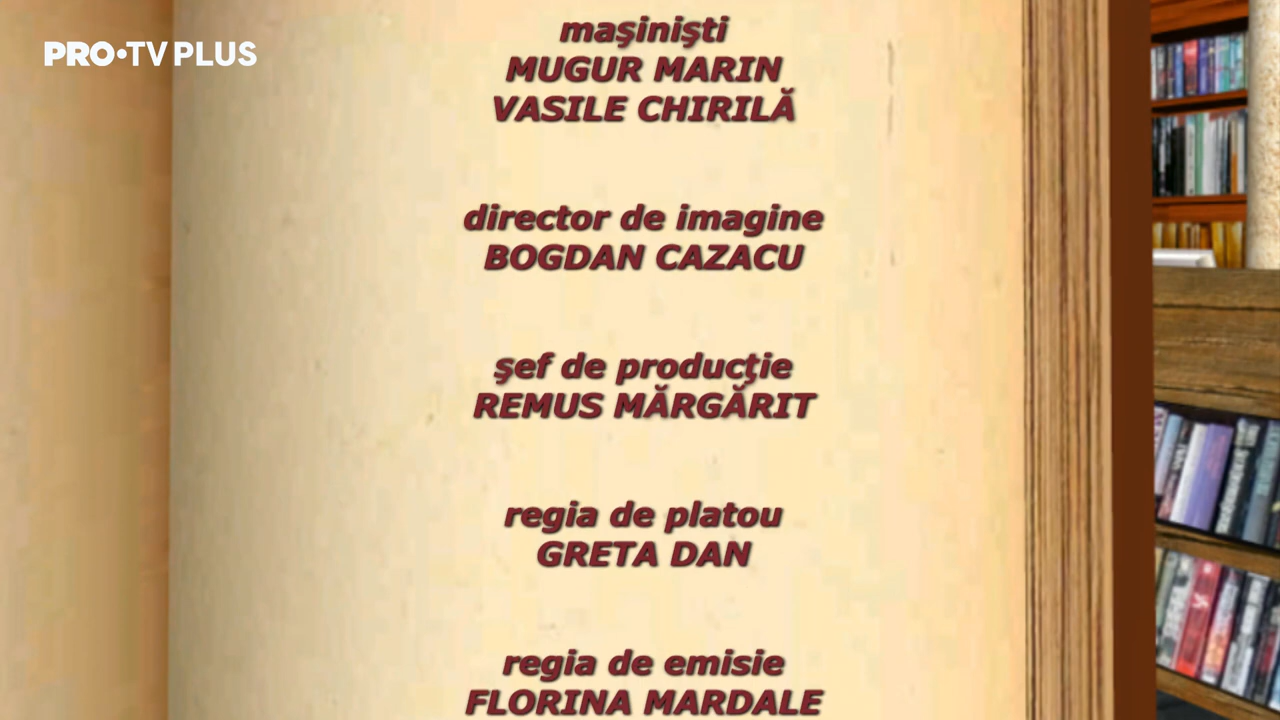 PRO•TV PLUS
maşinişti
MUGUR MARIN
VASILE CHIRILĂ
director de imagine
BOGDAN CAZACU
şef de producţie
REMUS MĂRGĂRIT
regia de platou
GRETA DAN
regia de emisie
FLORINA MARDALE